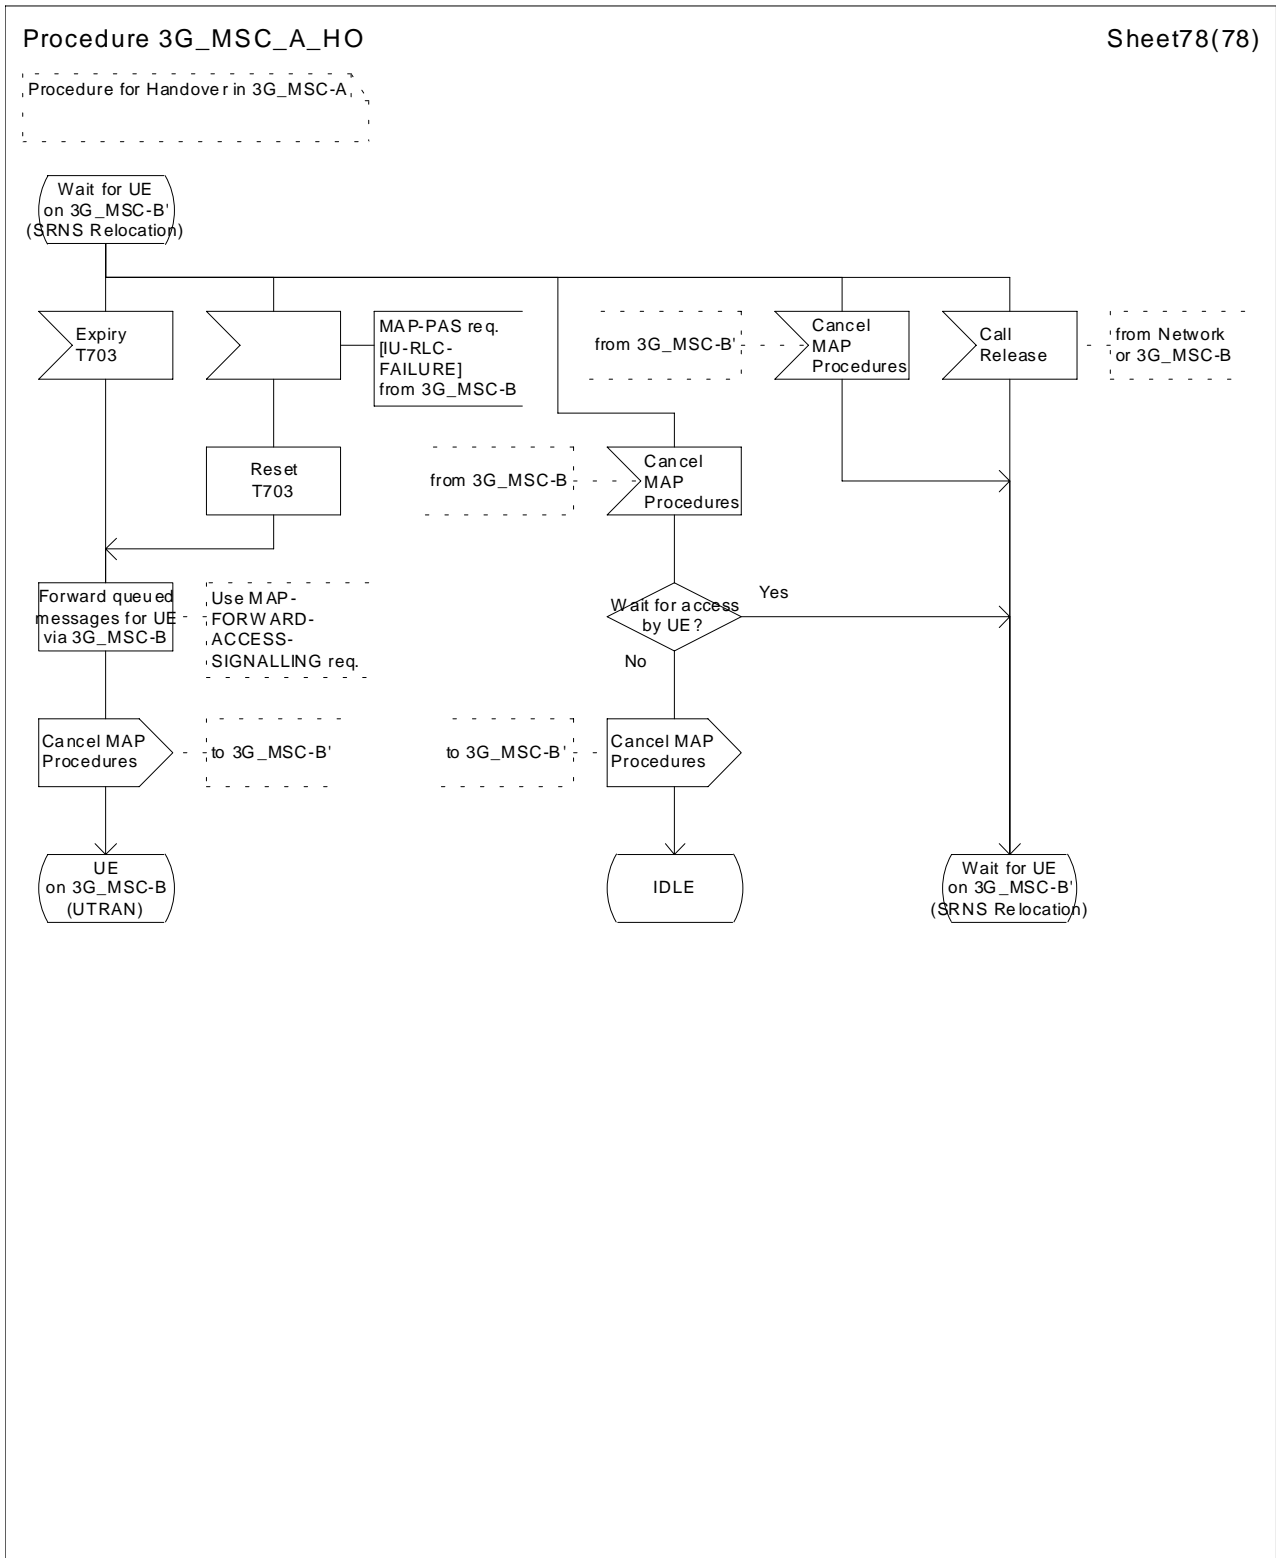 Procedure 3G_MSC_A_HO
Sheet78(78)
Procedure for Handover in 3G_MSC-A
Wait for UE
on 3G_MSC-B'
(SRNS Relocation)
Expiry
T703
MAP-PAS req.
[IU-RLC-
FAILURE]
from 3G_MSC-B
from 3G_MSC-B'
Cancel
MAP
Procedures
Call
Release
from Network
or 3G_MSC-B
Reset
T703
from 3G_MSC-B
Cancel
MAP
Procedures
Forward queued
messages for UE
via 3G_MSC-B
Use MAP-
FORWARD-
ACCESS-
SIGNALLING req.
Wait for access
by UE?
Yes
No
Cancel MAP
Procedures
to 3G_MSC-B'
to 3G_MSC-B'
Cancel MAP
Procedures
UE
on 3G_MSC-B
(UTRAN)
IDLE
Wait for UE
on 3G_MSC-B'
(SRNS Relocation)